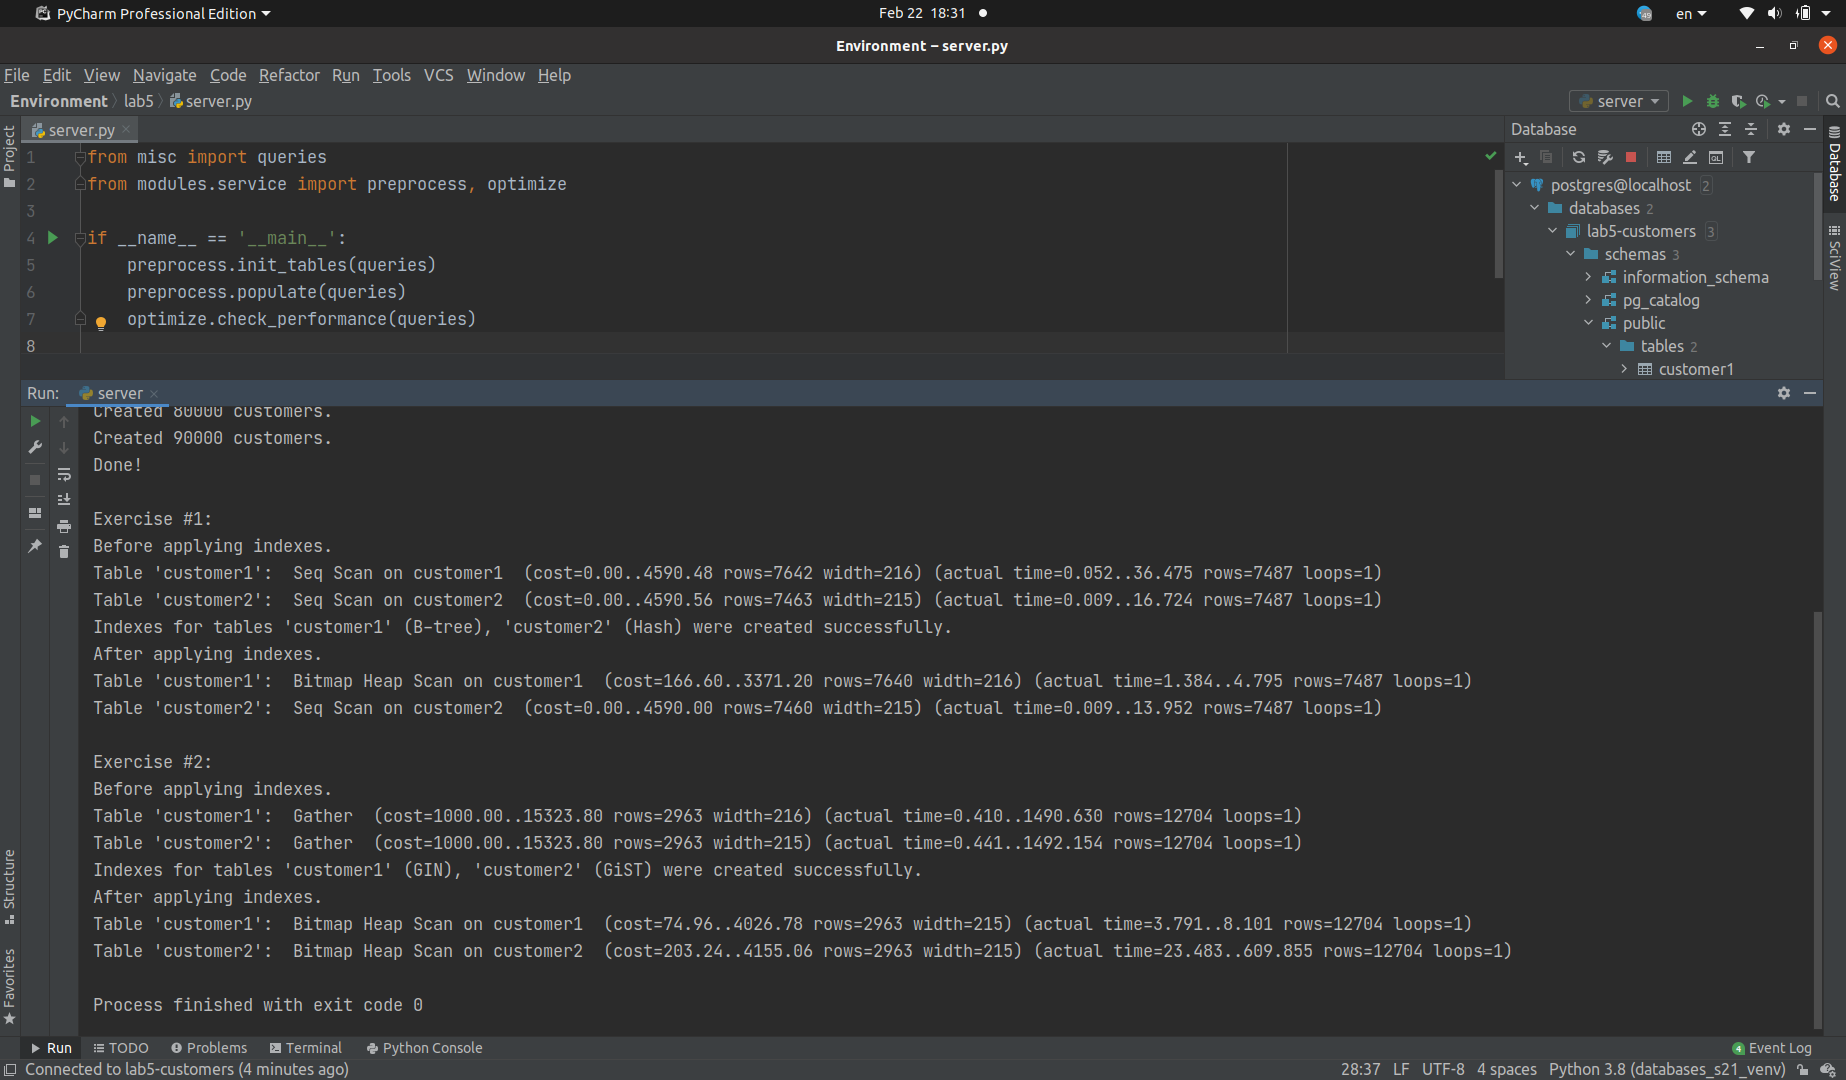 PyCharm Professional Edition
Feb 22 18:31
49
en
Environment – server.py
File Edit View Navigate Code Refactor Run Tools VCS Window Help
Environment lab5 server.py
server
Project
server.py
1 from misc import queries
2 from modules.service import preprocess, optimize
3
4 if __name__ == '__main__':
5 preprocess.init_tables(queries)
6 preprocess.populate(queries)
7 optimize.check_performance(queries)
8
Database
postgres@localhost 2
databases 2
lab5-customers 3
schemas 3
information_schema
pg_catalog
public
tables 2
customer1
Database
SciView
Run: server
Created 80000 customers.
Created 90000 customers.
Done!
Exercise #1:
Before applying indexes.
Table 'customer1': Seq Scan on customer1 (cost=0.00..4590.48 rows=7642 width=216) (actual time=0.052..36.475 rows=7487 loops=1)
Table 'customer2': Seq Scan on customer2 (cost=0.00..4590.56 rows=7463 width=215) (actual time=0.009..16.724 rows=7487 loops=1)
Indexes for tables 'customer1' (B-tree), 'customer2' (Hash) were created successfully.
After applying indexes.
Table 'customer1': Bitmap Heap Scan on customer1 (cost=166.60..3371.20 rows=7640 width=216) (actual time=1.384..4.795 rows=7487 loops=1)
Table 'customer2': Seq Scan on customer2 (cost=0.00..4590.00 rows=7460 width=215) (actual time=0.009..13.952 rows=7487 loops=1)
Exercise #2:
Before applying indexes.
Table 'customer1': Gather (cost=1000.00..15323.80 rows=2963 width=216) (actual time=0.410..1490.630 rows=12704 loops=1)
Table 'customer2': Gather (cost=1000.00..15323.80 rows=2963 width=215) (actual time=0.441..1492.154 rows=12704 loops=1)
Indexes for tables 'customer1' (GIN), 'customer2' (GiST) were created successfully.
After applying indexes.
Table 'customer1': Bitmap Heap Scan on customer1 (cost=74.96..4026.78 rows=2963 width=215) (actual time=3.791..8.101 rows=12704 loops=1)
Table 'customer2': Bitmap Heap Scan on customer2 (cost=203.24..4155.06 rows=2963 width=215) (actual time=23.483..609.855 rows=12704 loops=1)
Process finished with exit code 0
Structure
Favorites
Run TODO Problems Terminal Python Console
4 Event Log
Connected to lab5-customers (4 minutes ago)
28:37 LF UTF-8 4 spaces Python 3.8 (databases_s21_venv)